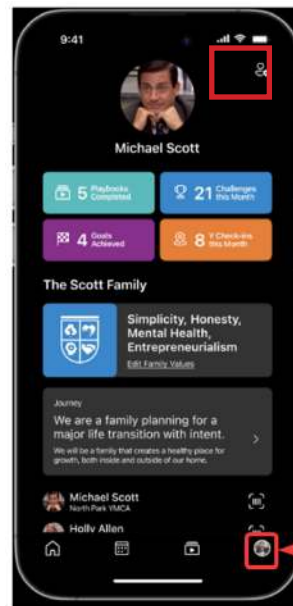 9:41
Michael Scott
5 Playbooks Completed
21 Challenges this Month
4 Goals Achieved
8 Y Check-ins this Month
The Scott Family
Simplicity, Honesty,
Mental Health,
Entrepreneurialism
Edit Family Values
Journey
We are a family planning for a
major life transition with intent.
We will be a family that creates a healthy place for
growth, both inside and outside of our home.
Michael Scott
North Park YMCA
Holly Allen